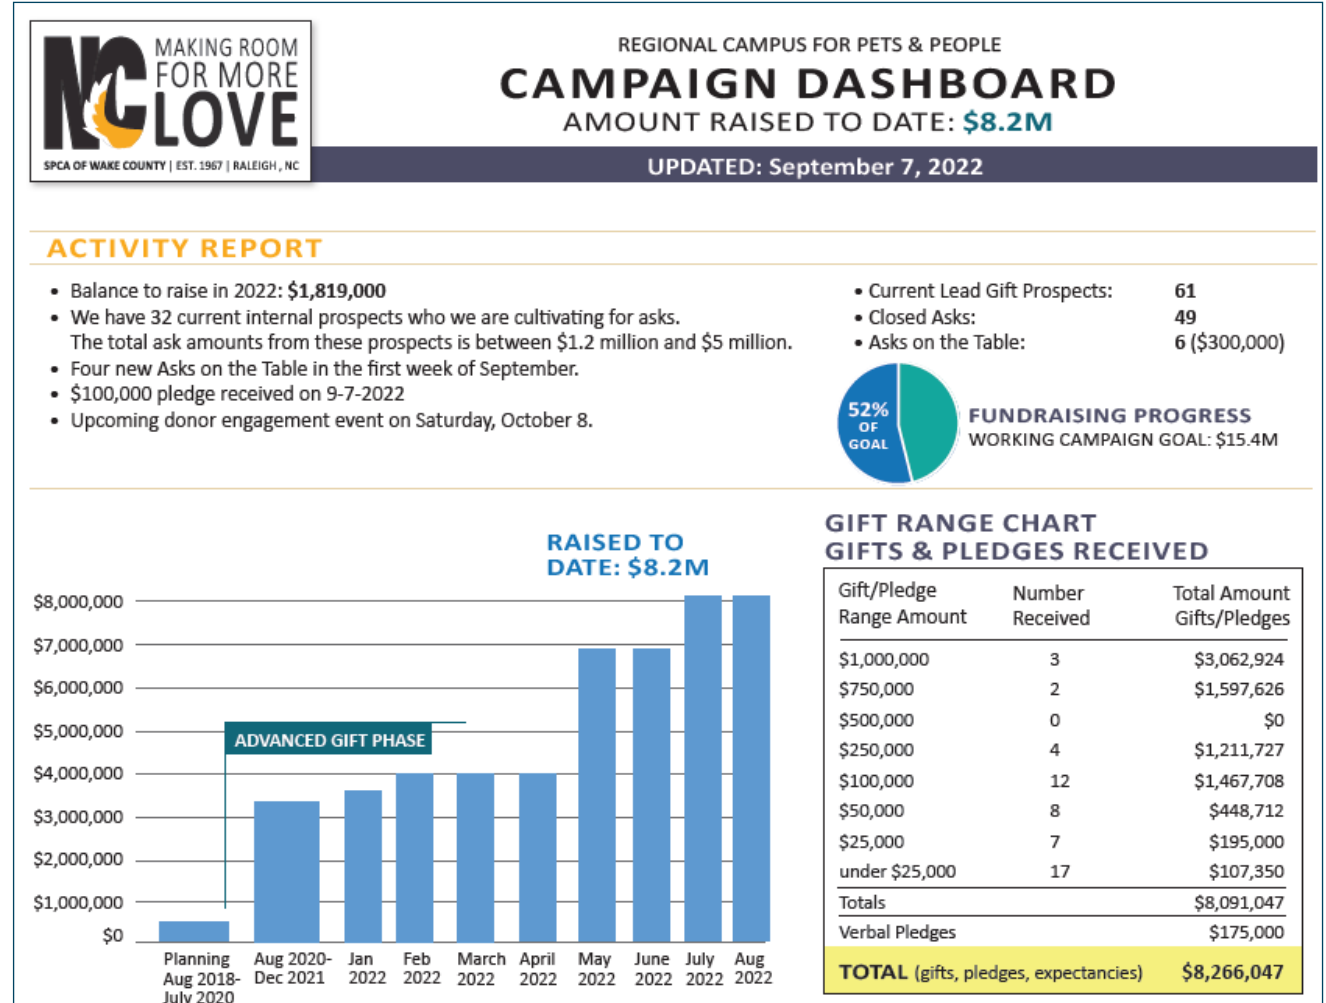 NC MAKING ROOM
FOR MORE
LOVE
SPCA OF WAKE COUNTY | EST. 1967 | RALEIGH, NC
REGIONAL CAMPUS FOR PETS & PEOPLE
CAMPAIGN DASHBOARD
AMOUNT RAISED TO DATE: $8.2M
UPDATED: September 7, 2022
ACTIVITY REPORT
• Balance to raise in 2022: $1,819,000
• We have 32 current internal prospects who we are cultivating for asks.
The total ask amounts from these prospects is between $1.2 million and $5 million.
• Four new Asks on the Table in the first week of September.
• $100,000 pledge received on 9-7-2022
• Upcoming donor engagement event on Saturday, October 8.
• Current Lead Gift Prospects: 61
• Closed Asks: 49
• Asks on the Table: 6 ($300,000)
52%
OF
GOAL
FUNDRAISING PROGRESS
WORKING CAMPAIGN GOAL: $15.4M
RAISED TO
DATE: $8.2M
$8,000,000
$7,000,000
$6,000,000
$5,000,000
$4,000,000
$3,000,000
$2,000,000
$1,000,000
$0
ADVANCED GIFT PHASE
Planning
Aug 2018-
July 2020
Aug 2020-
Dec 2021
Jan
2022
Feb
2022
March
2022
April
2022
May
2022
June
2022
July
2022
Aug
2022
GIFT RANGE CHART
GIFTS & PLEDGES RECEIVED
Gift/Pledge Number Total Amount
Range Amount Received Gifts/Pledges
$1,000,000 3 $3,062,924
$750,000 2 $1,597,626
$500,000 0 $0
$250,000 4 $1,211,727
$100,000 12 $1,467,708
$50,000 8 $448,712
$25,000 7 $195,000
under $25,000 17 $107,350
Totals $8,091,047
Verbal Pledges $175,000
TOTAL (gifts, pledges, expectancies) $8,266,047